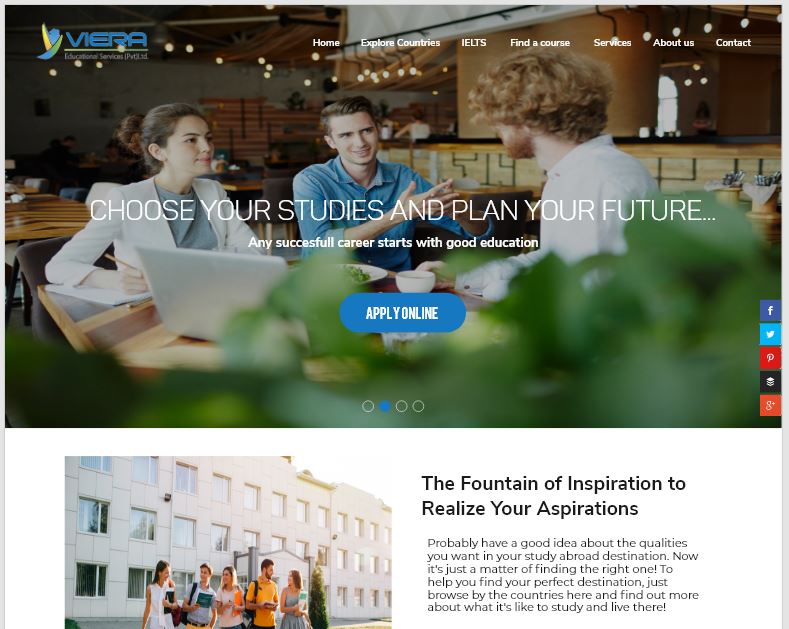 VIERA
Educational Services (Pvt)Ltd.
Home Explore Countries IELTS Find a course Services About us Contact
CHOOSE YOUR STUDIES AND PLAN YOUR FUTURE...
Any succesfull career starts with good education
APPLY ONLINE
The Fountain of Inspiration to
Realize Your Aspirations
Probably have a good idea about the qualities
you want in your study abroad destination. Now
it's just a matter of finding the right one! To
help you find your perfect destination, just
browse by the countries here and find out more
about what it's like to study and live there!